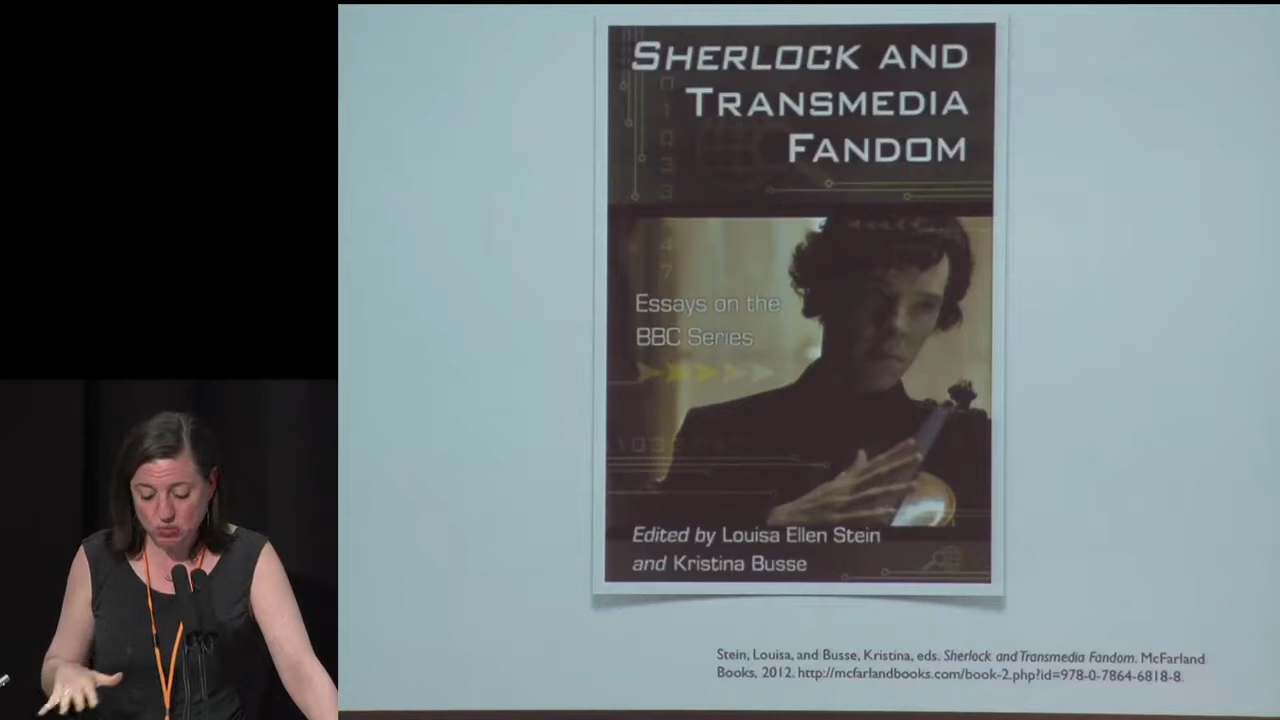 SHERLOCK AND
TRANSMEDIA
FANDOM
Essays on the
BBC Series
Edited by Louisa Ellen Stein
and Kristina Busse
Stein, Louisa, and Busse, Kristina, eds. Sherlock and Transmedia Fandom. McFarland
Books, 2012. http://mcfarlandbooks.com/book-2.php?id=978-0-7864-6818-8.